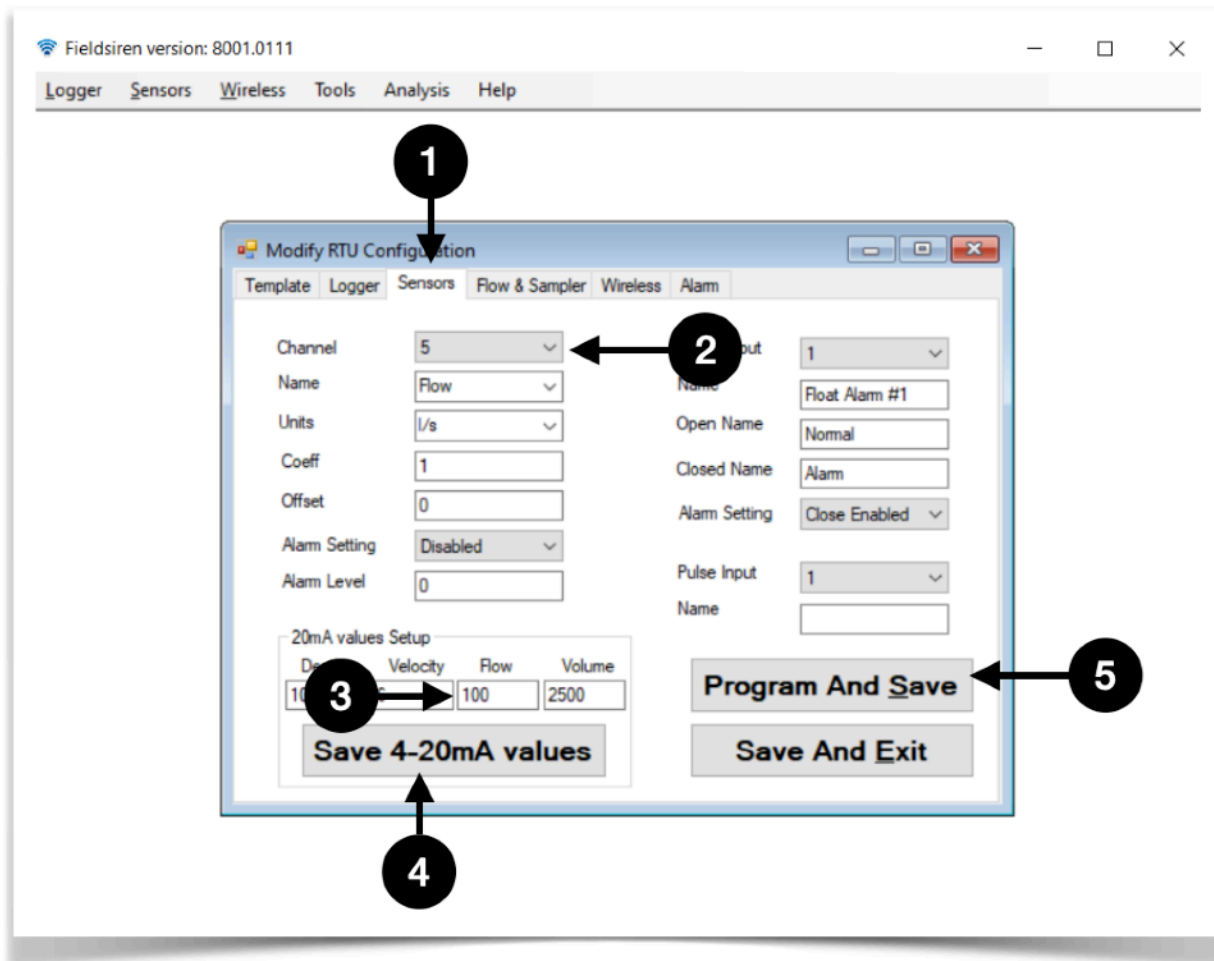 Fieldsiren version: 8001.0111
Logger Sensors Wireless Tools Analysis Help
1
Modify RTU Configuration
Template Logger Sensors Flow & Sampler Wireless Alarm
Channel 5
Name Flow
Units l/s
Coeff 1
Offset 0
Alarm Setting Disabled
Alarm Level 0
2
1
Name Float Alarm #1
Open Name Normal
Closed Name Alarm
Alarm Setting Close Enabled
Pulse Input 1
Name
20mA values Setup
Velocity Flow Volume
3 100 2500
Save 4-20mA values
4
Program And Save
5
Save And Exit